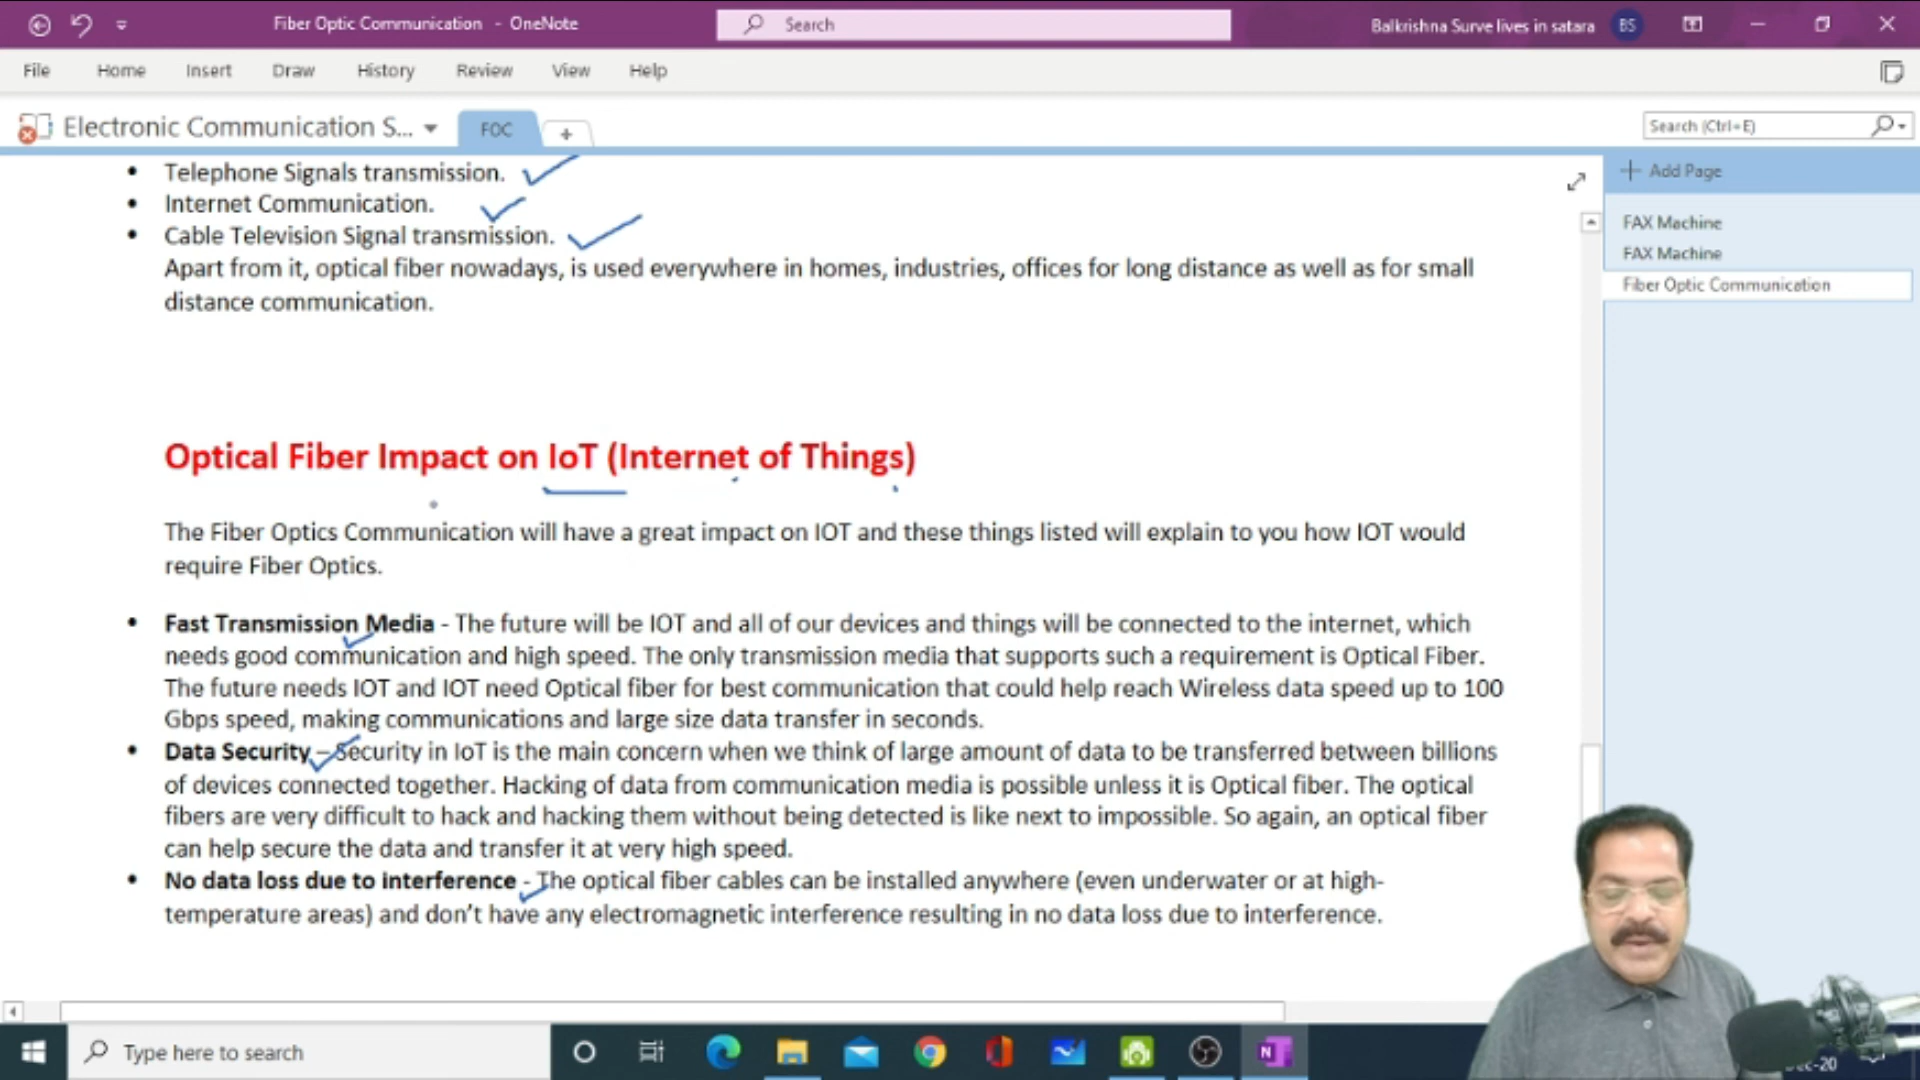 Fiber Optic Communication - OneNote
Search
Balkrishna Surve lives in satara
BS
File Home Insert Draw History Review View Help
Electronic Communication S...
FOC
Search (Ctrl+E)
Add Page
FAX Machine
FAX Machine
Fiber Optic Communication
• Telephone Signals transmission.
• Internet Communication.
• Cable Television Signal transmission.
Apart from it, optical fiber nowadays, is used everywhere in homes, industries, offices for long distance as well as for small
distance communication.
Optical Fiber Impact on IoT (Internet of Things)
The Fiber Optics Communication will have a great impact on IOT and these things listed will explain to you how IOT would
require Fiber Optics.
• Fast Transmission Media - The future will be IOT and all of our devices and things will be connected to the internet, which
needs good communication and high speed. The only transmission media that supports such a requirement is Optical Fiber.
The future needs IOT and IOT need Optical fiber for best communication that could help reach Wireless data speed up to 100
Gbps speed, making communications and large size data transfer in seconds.
• Data Security – Security in IoT is the main concern when we think of large amount of data to be transferred between billions
of devices connected together. Hacking of data from communication media is possible unless it is Optical fiber. The optical
fibers are very difficult to hack and hacking them without being detected is like next to impossible. So again, an optical fiber
can help secure the data and transfer it at very high speed.
• No data loss due to interference - The optical fiber cables can be installed anywhere (even underwater or at high-
temperature areas) and don't have any electromagnetic interference resulting in no data loss due to interference.
Type here to search